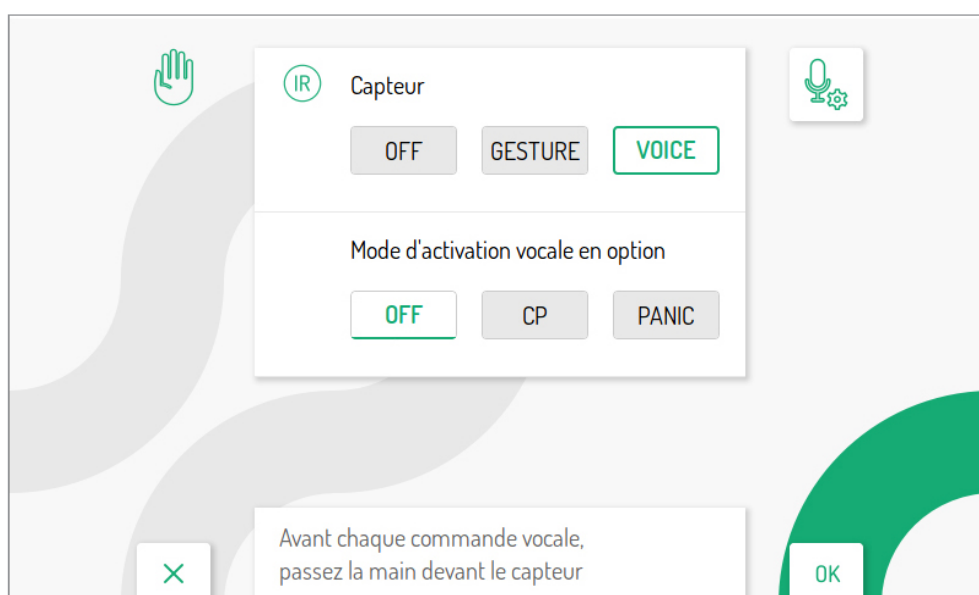 IR Capteur
OFF GESTURE VOICE
Mode d'activation vocale en option
OFF CP PANIC
Avant chaque commande vocale,
passez la main devant le capteur
OK